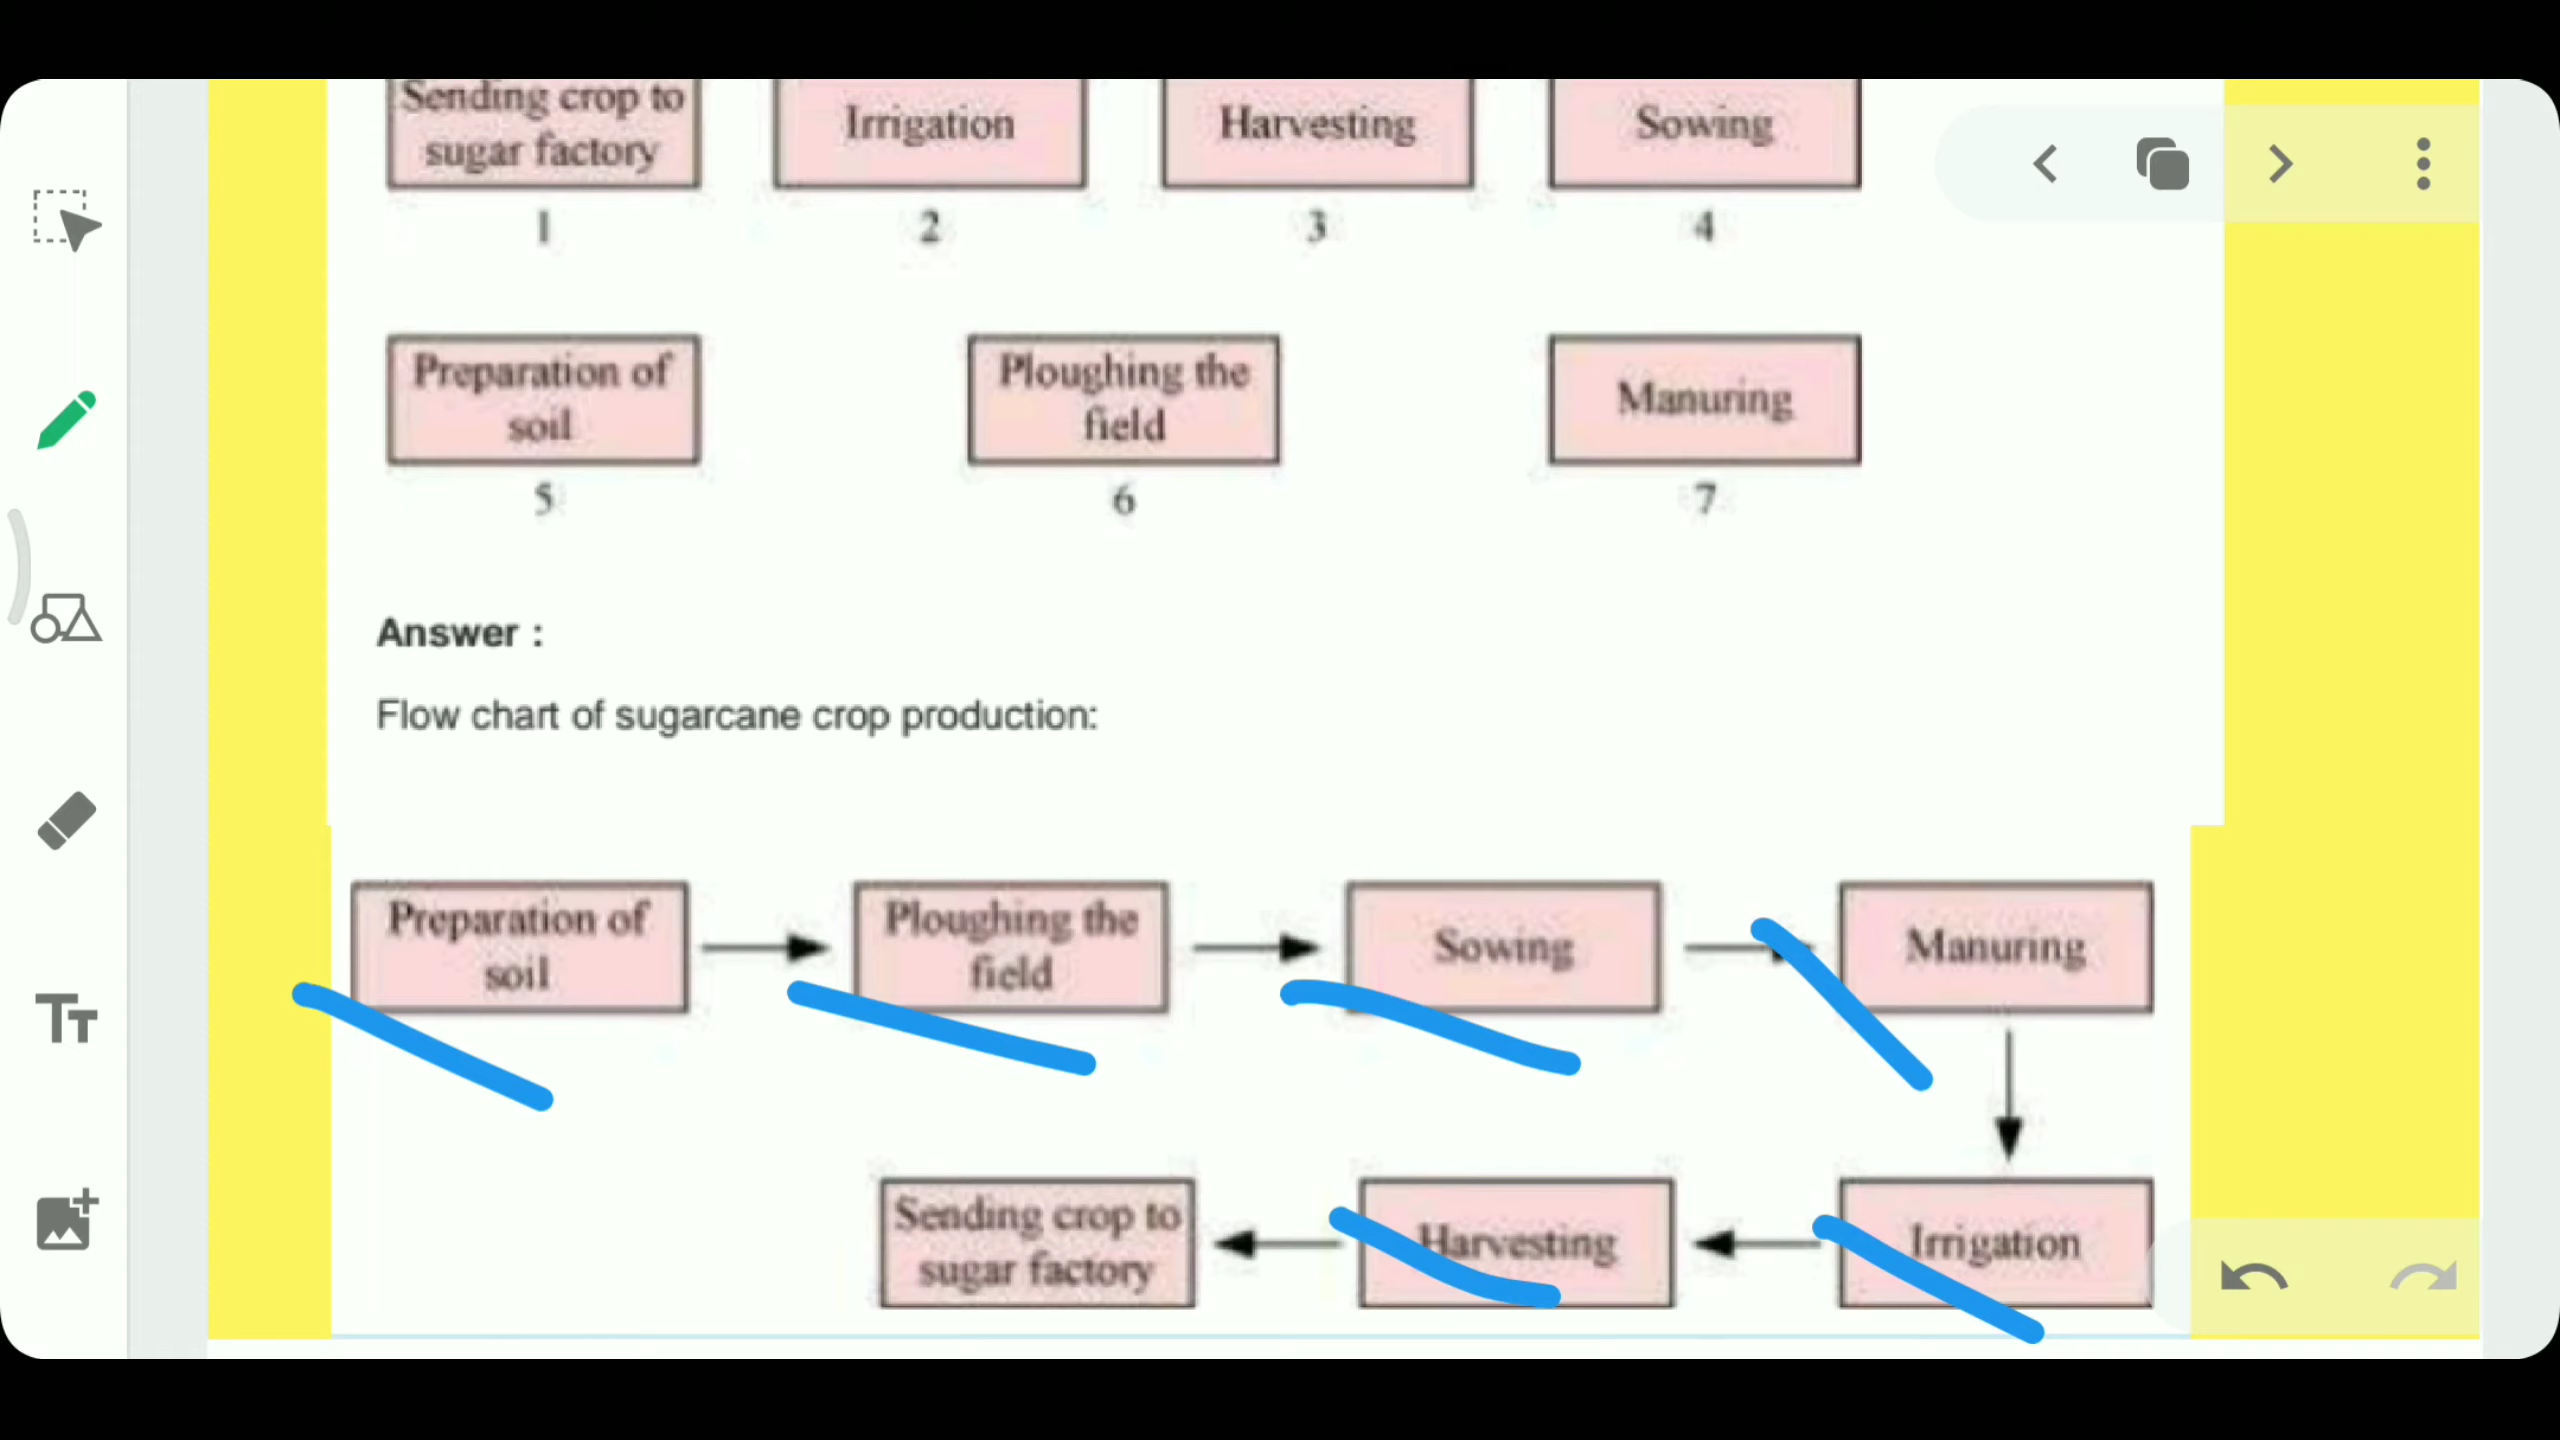 Sending crop to
sugar factory
Irrigation
Harvesting
Sowing
1
2
3
4
Preparation of
soil
Ploughing the
field
Manuring
5
6
7
Answer :
Flow chart of sugarcane crop production:
Preparation of
soil
Ploughing the
field
Sowing
Manuring
Sending crop to
sugar factory
Harvesting
Irrigation
Tт